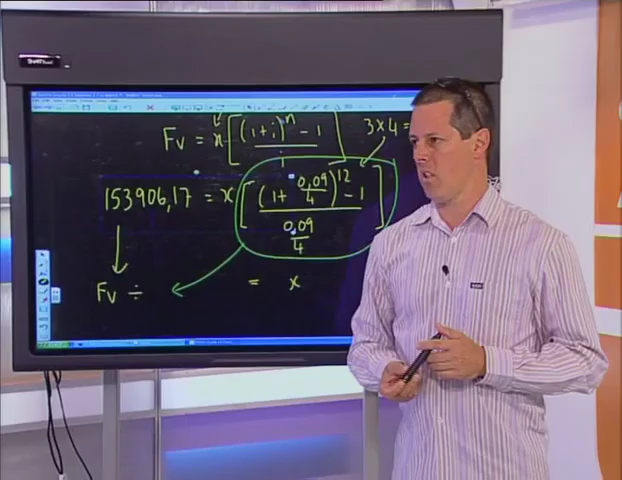 Fv = x [ (1+i)^n - 1 / i ]
3x4=
153906,17 = x [ (1+ 0,09/4)^12 - 1 / 0,09/4 ]
Fv ÷
= x